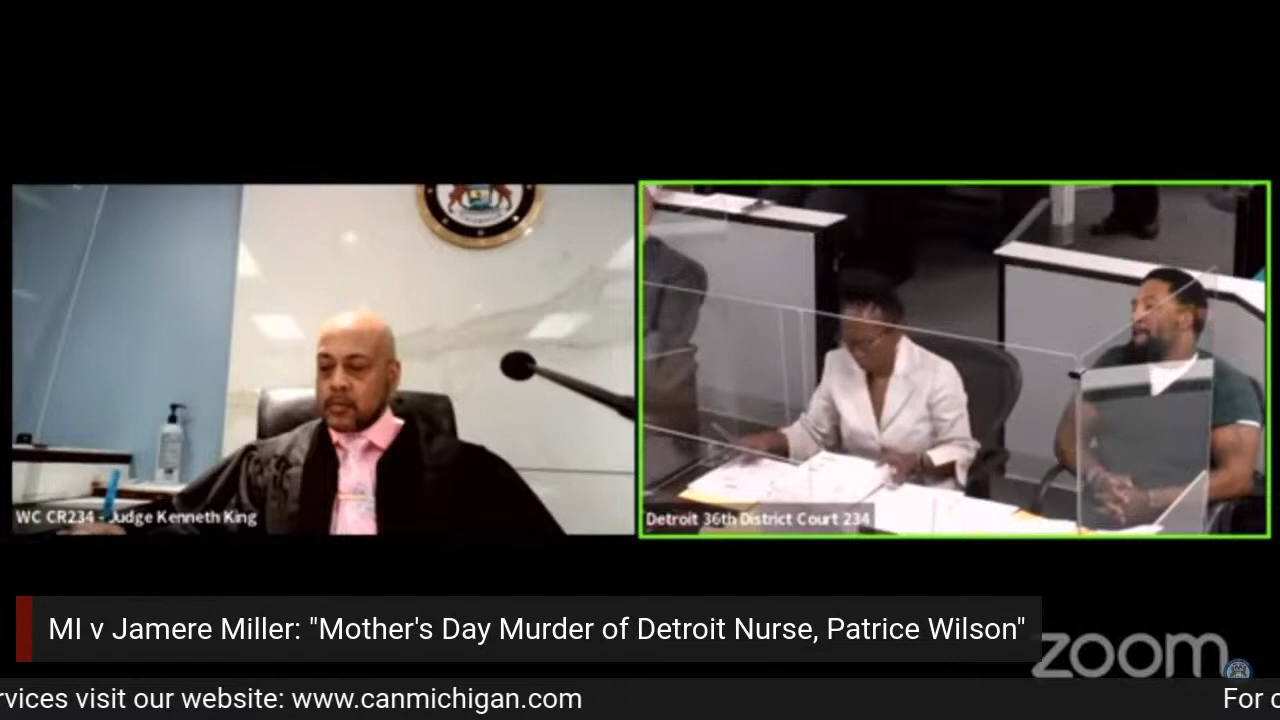 WC CR234 - Judge Kenneth King
Detroit 36th District Court 234
MI v Jamere Miller: "Mother's Day Murder of Detroit Nurse, Patrice Wilson"
zoom
rvices visit our website: www.canmichigan.com
For c